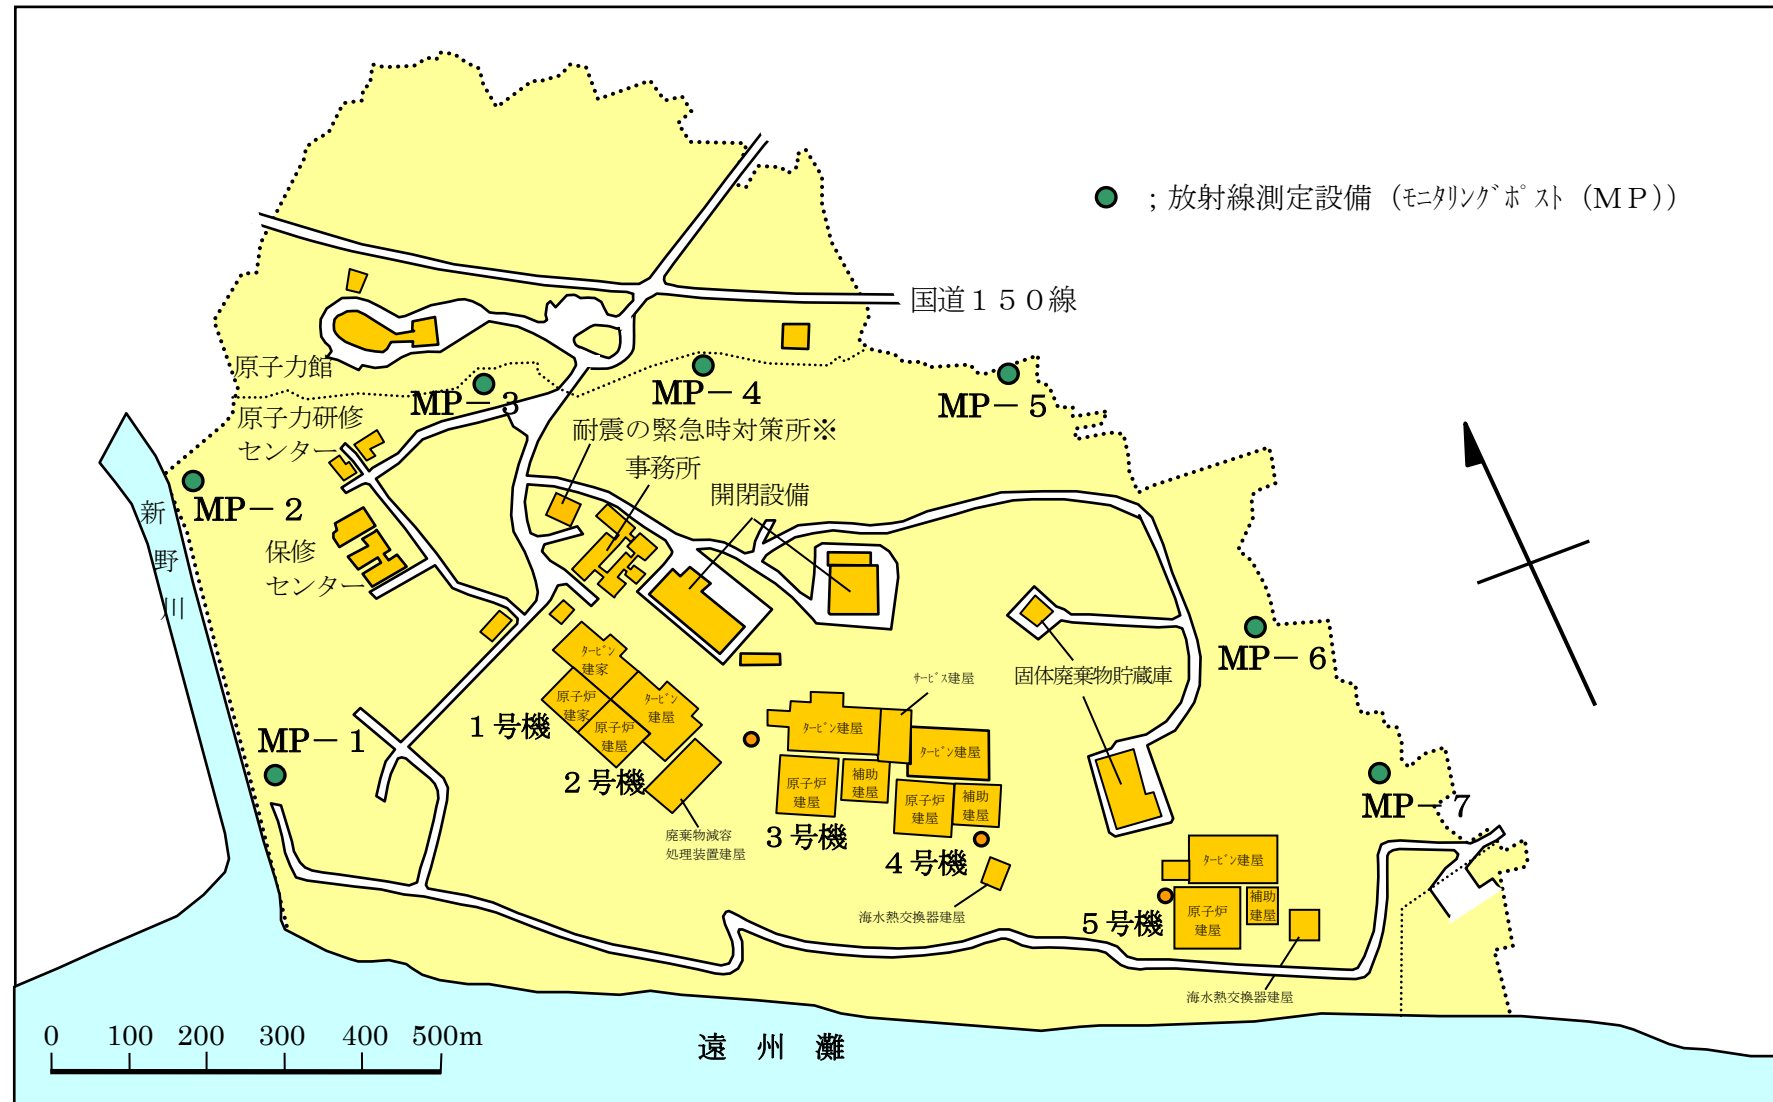 ；放射線測定設備（ﾓﾆﾀﾘﾝｸﾞﾎﾟｽﾄ（ＭＰ））
国道１５０線
原子力館
MP－3
MP－4
MP－5
原子力研修
センター
耐震の緊急時対策所※
事務所
開閉設備
MP－2
新
野
川
保修
センター
MP－6
固体廃棄物貯蔵庫
ｻｰﾋﾞｽ建屋
ﾀｰﾋﾞﾝ
建家
原子炉
建家
ﾀｰﾋﾞﾝ
建屋
原子炉
建屋
１号機
２号機
廃棄物減容
処理装置建屋
ﾀｰﾋﾞﾝ建屋
原子炉
建屋
補助
建屋
３号機
ﾀｰﾋﾞﾝ建屋
原子炉
建屋
補助
建屋
４号機
海水熱交換器建屋
MP－1
MP－7
ﾀｰﾋﾞﾝ建屋
原子炉
建屋
補助
建屋
５号機
海水熱交換器建屋
0 100 200 300 400 500m
遠 州 灘